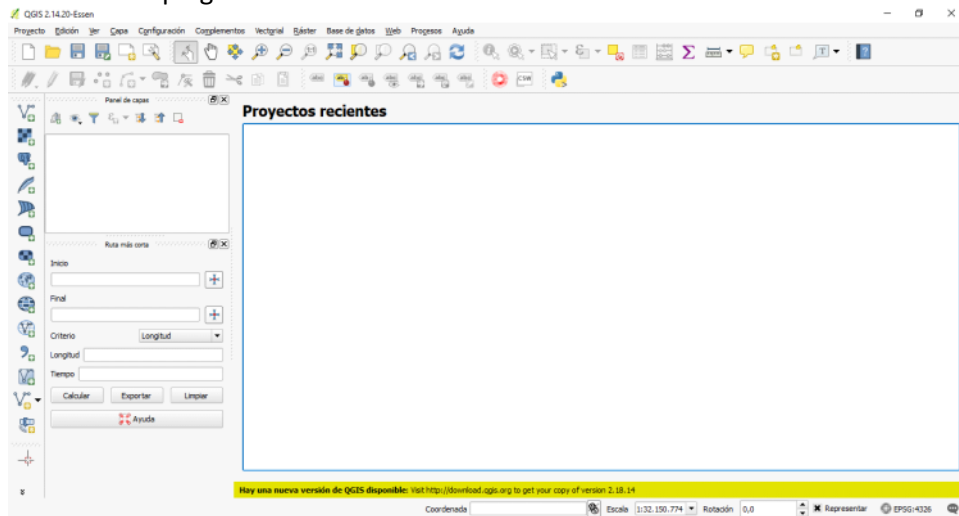 QGIS 2.14.20-Essen
Proyecto Edición Ver Capa Configuración Complementos Vectorial Ráster Base de datos Web Procesos Ayuda
Panel de capas
Proyectos recientes
Ruta más corta
Inicio
Final
Criterio Longitud
Longitud
Tiempo
Calcular Exportar Limpiar
Ayuda
Hay una nueva versión de QGIS disponible: Visit http://download.qgis.org to get your copy of version 2.18.14
Coordenada Escala 1:32.150.774 Rotación 0,0 Representar EPSG:4326